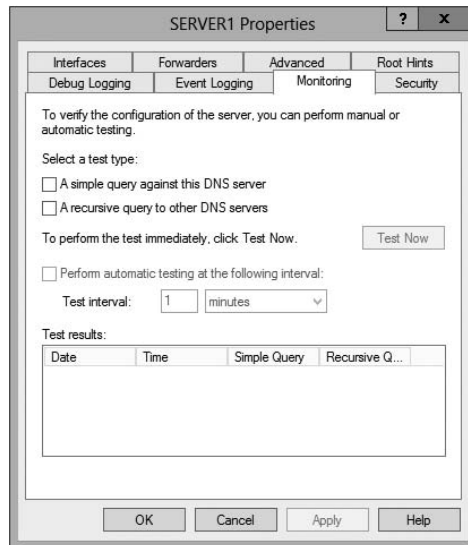 SERVER1 Properties
? x
Interfaces Forwarders Advanced Root Hints
Debug Logging Event Logging Monitoring Security
To verify the configuration of the server, you can perform manual or
automatic testing.
Select a test type:
A simple query against this DNS server
A recursive query to other DNS servers
To perform the test immediately, click Test Now. Test Now
Perform automatic testing at the following interval:
Test interval: 1 minutes
Test results:
Date Time Simple Query Recursive Q...
OK Cancel Apply Help